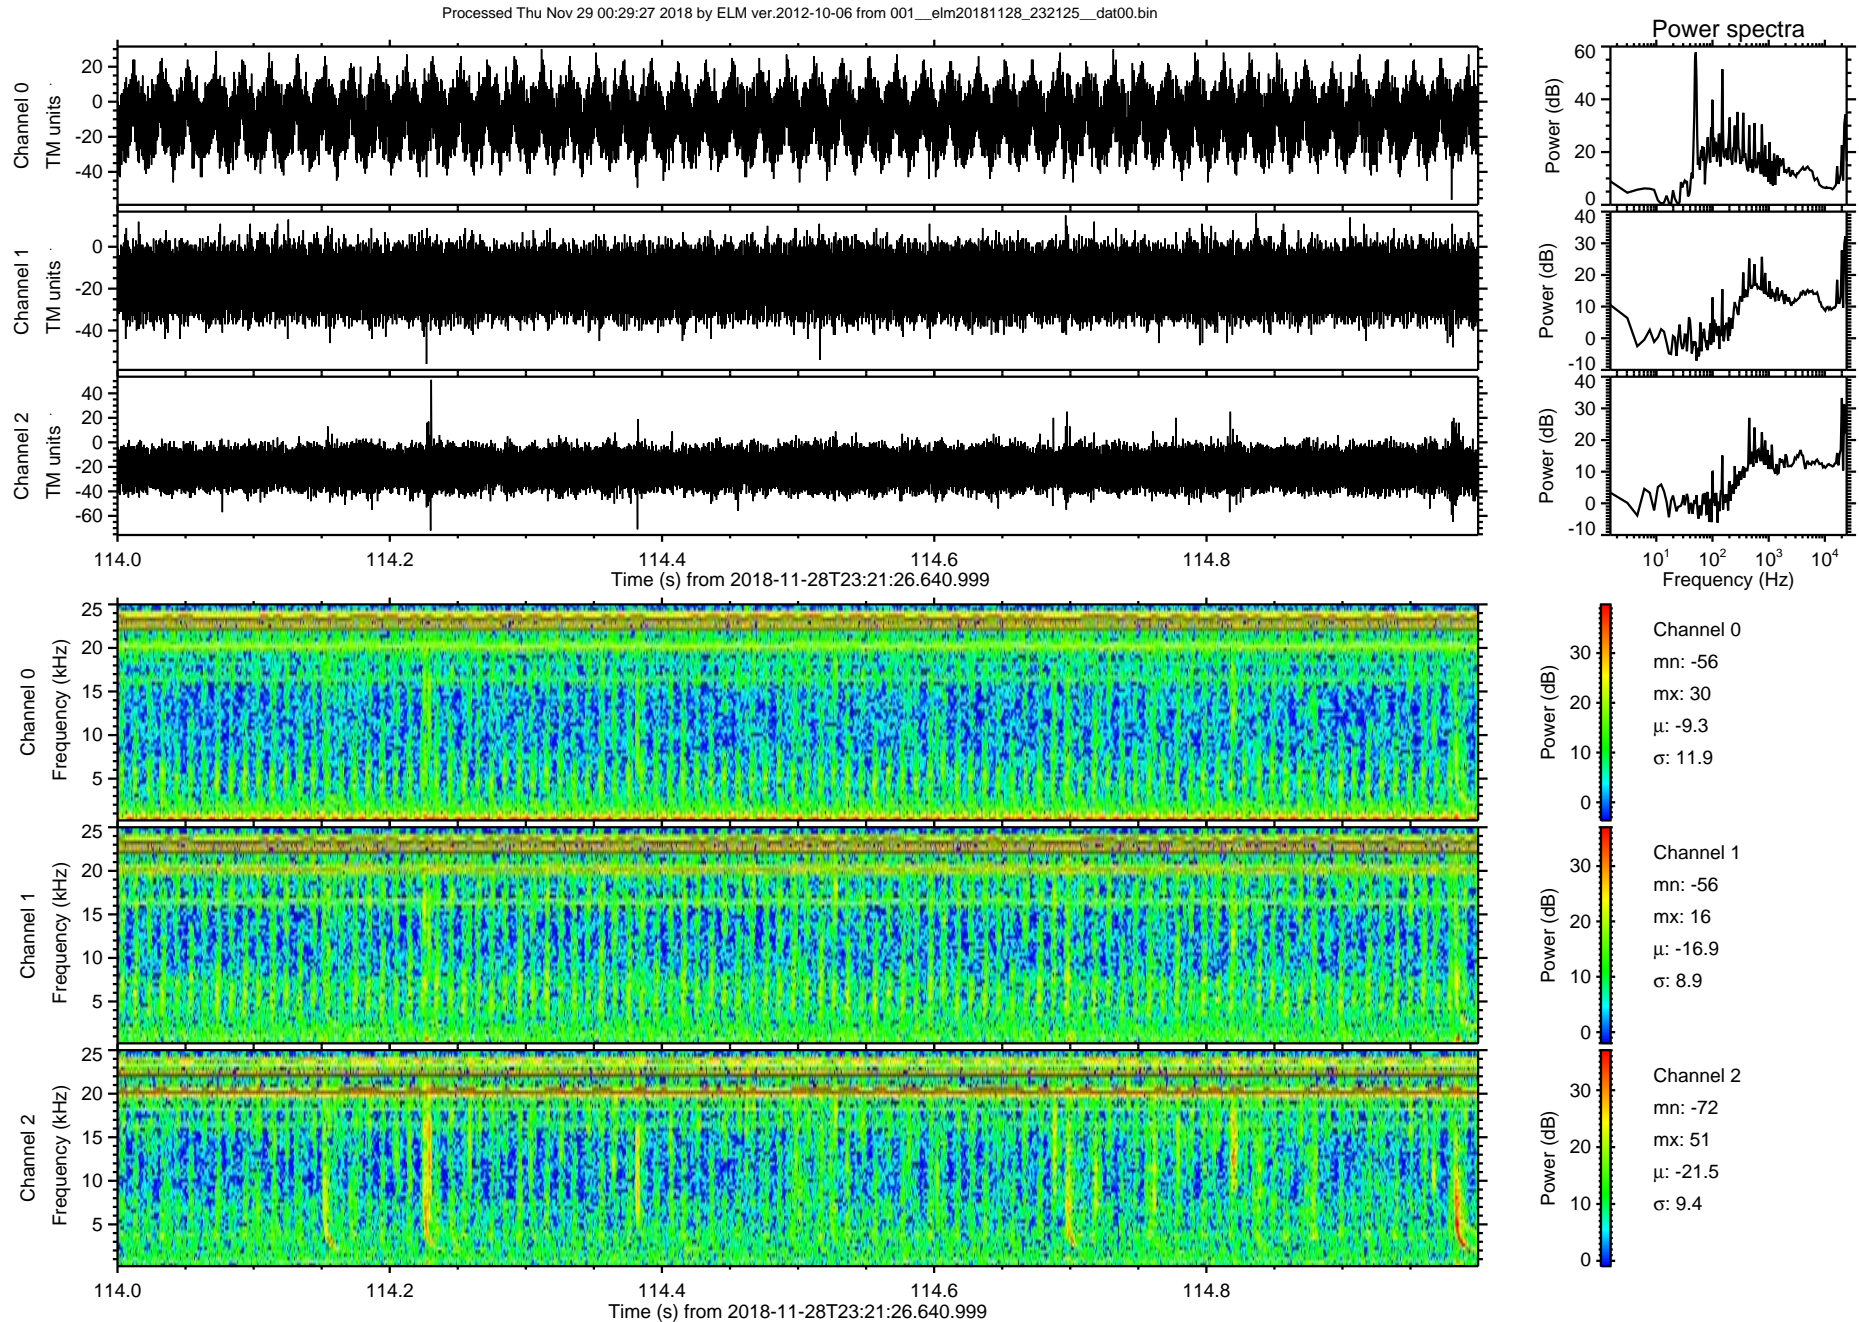 Processed Thu Nov 29 00:29:27 2018 by ELM ver.2012-10-06 from 001__elm20181128_232125__dat00.bin
Power spectra
Channel 0
TM units
20
0
-20
-40
Power (dB)
60
40
20
0
Channel 1
TM units
0
-20
-40
Power (dB)
40
30
20
10
0
-10
Channel 2
TM units
40
20
0
-20
-40
-60
Power (dB)
40
30
20
10
0
-10
114.0 114.2 114.4 114.6 114.8
Time (s) from 2018-11-28T23:21:26.640.999
10^1 10^2 10^3 10^4
Frequency (Hz)
Channel 0
Frequency (kHz)
25
20
15
10
5
Power (dB)
30
20
10
0
Channel 0
mn: -56
mx: 30
μ: -9.3
σ: 11.9
Channel 1
Frequency (kHz)
25
20
15
10
5
Power (dB)
30
20
10
0
Channel 1
mn: -56
mx: 16
μ: -16.9
σ: 8.9
Channel 2
Frequency (kHz)
25
20
15
10
5
Power (dB)
30
20
10
0
Channel 2
mn: -72
mx: 51
μ: -21.5
σ: 9.4
114.0 114.2 114.4 114.6 114.8
Time (s) from 2018-11-28T23:21:26.640.999